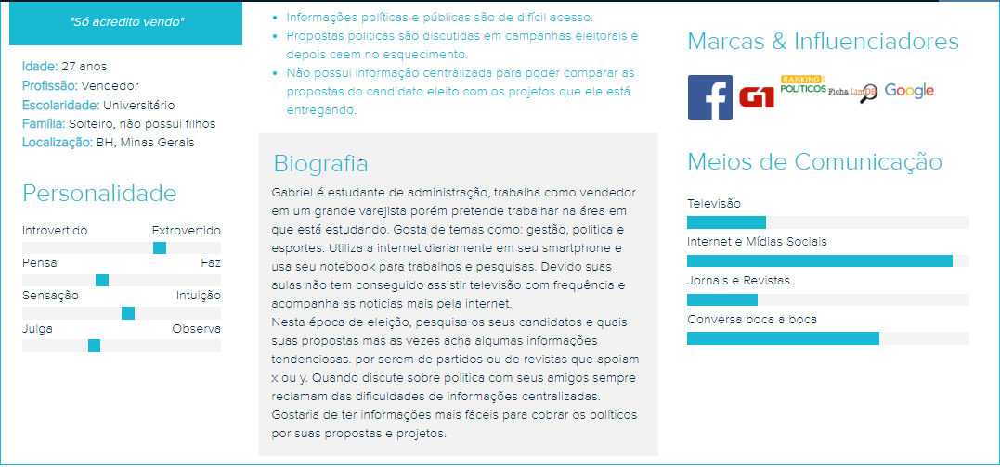 "Só acredito vendo"
Idade: 27 anos
Profissão: Vendedor
Escolaridade: Universitário
Família: Solteiro, não possui filhos
Localização: BH, Minas Gerais
Personalidade
Introvertido Extrovertido
Pensa Faz
Sensação Intuição
Julga Observa
• Informações políticas e públicas são de difícil acesso.
• Propostas politicas são discutidas em campanhas eleitorais e
depois caem no esquecimento.
• Não possui informação centralizada para poder comparar as
propostas do candidato eleito com os projetos que ele está
entregando.
Biografia
Gabriel é estudante de administração, trabalha como vendedor
em um grande varejista porém pretende trabalhar na área em
que está estudando. Gosta de temas como: gestão, politica e
esportes. Utiliza a internet diariamente em seu smartphone e
usa seu notebook para trabalhos e pesquisas. Devido suas
aulas não tem conseguido assistir televisão com frequência e
acompanha as noticias mais pela internet.
Nesta época de eleição, pesquisa os seus candidatos e quais
suas propostas mas as vezes acha algumas informações
tendenciosas. por serem de partidos ou de revistas que apoiam
x ou y. Quando discute sobre politica com seus amigos sempre
reclamam das dificuldades de informações centralizadas.
Gostaria de ter informações mais fáceis para cobrar os políticos
por suas propostas e projetos.
Marcas & Influenciadores
f G1 RANKING POLÍTICOS Ficha Limpa Google
Meios de Comunicação
Televisão
Internet e Mídias Sociais
Jornais e Revistas
Conversa boca a boca